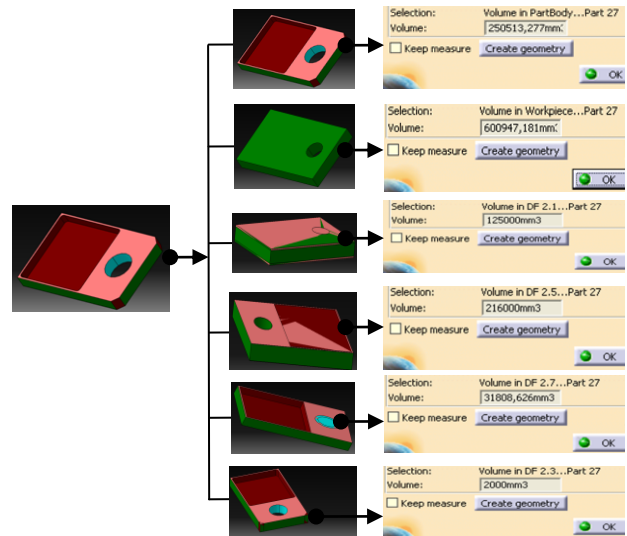 Selection: Volume in PartBody...Part 27
Volume: 250513,277mm3
Keep measure Create geometry
OK
Selection: Volume in Workpiece...Part 27
Volume: 600947,181mm3
Keep measure Create geometry
OK
Selection: Volume in DF 2.1...Part 27
Volume: 125000mm3
Keep measure Create geometry
OK
Selection: Volume in DF 2.5...Part 27
Volume: 216000mm3
Keep measure Create geometry
OK
Selection: Volume in DF 2.7...Part 27
Volume: 31808,626mm3
Keep measure Create geometry
OK
Selection: Volume in DF 2.3...Part 27
Volume: 2000mm3
Keep measure Create geometry
OK